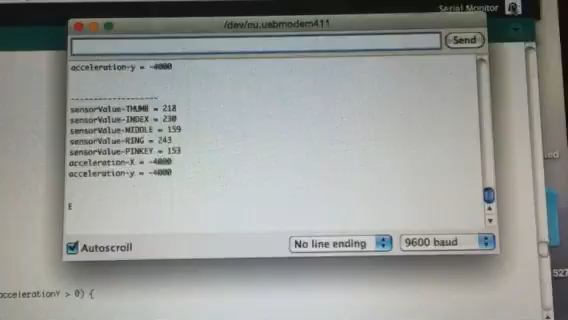 Serial Monitor
/dev/cu.usbmodem411
Send
acceleration-y = -4000
--------------------
sensorValue-THUMB = 218
sensorValue-INDEX = 230
sensorValue-MIDDLE = 159
sensorValue-RING = 243
sensorValue-PINKEY = 153
acceleration-X = -4000
acceleration-y = -4000
E
Autoscroll
No line ending
9600 baud
accelerationY > 0) {